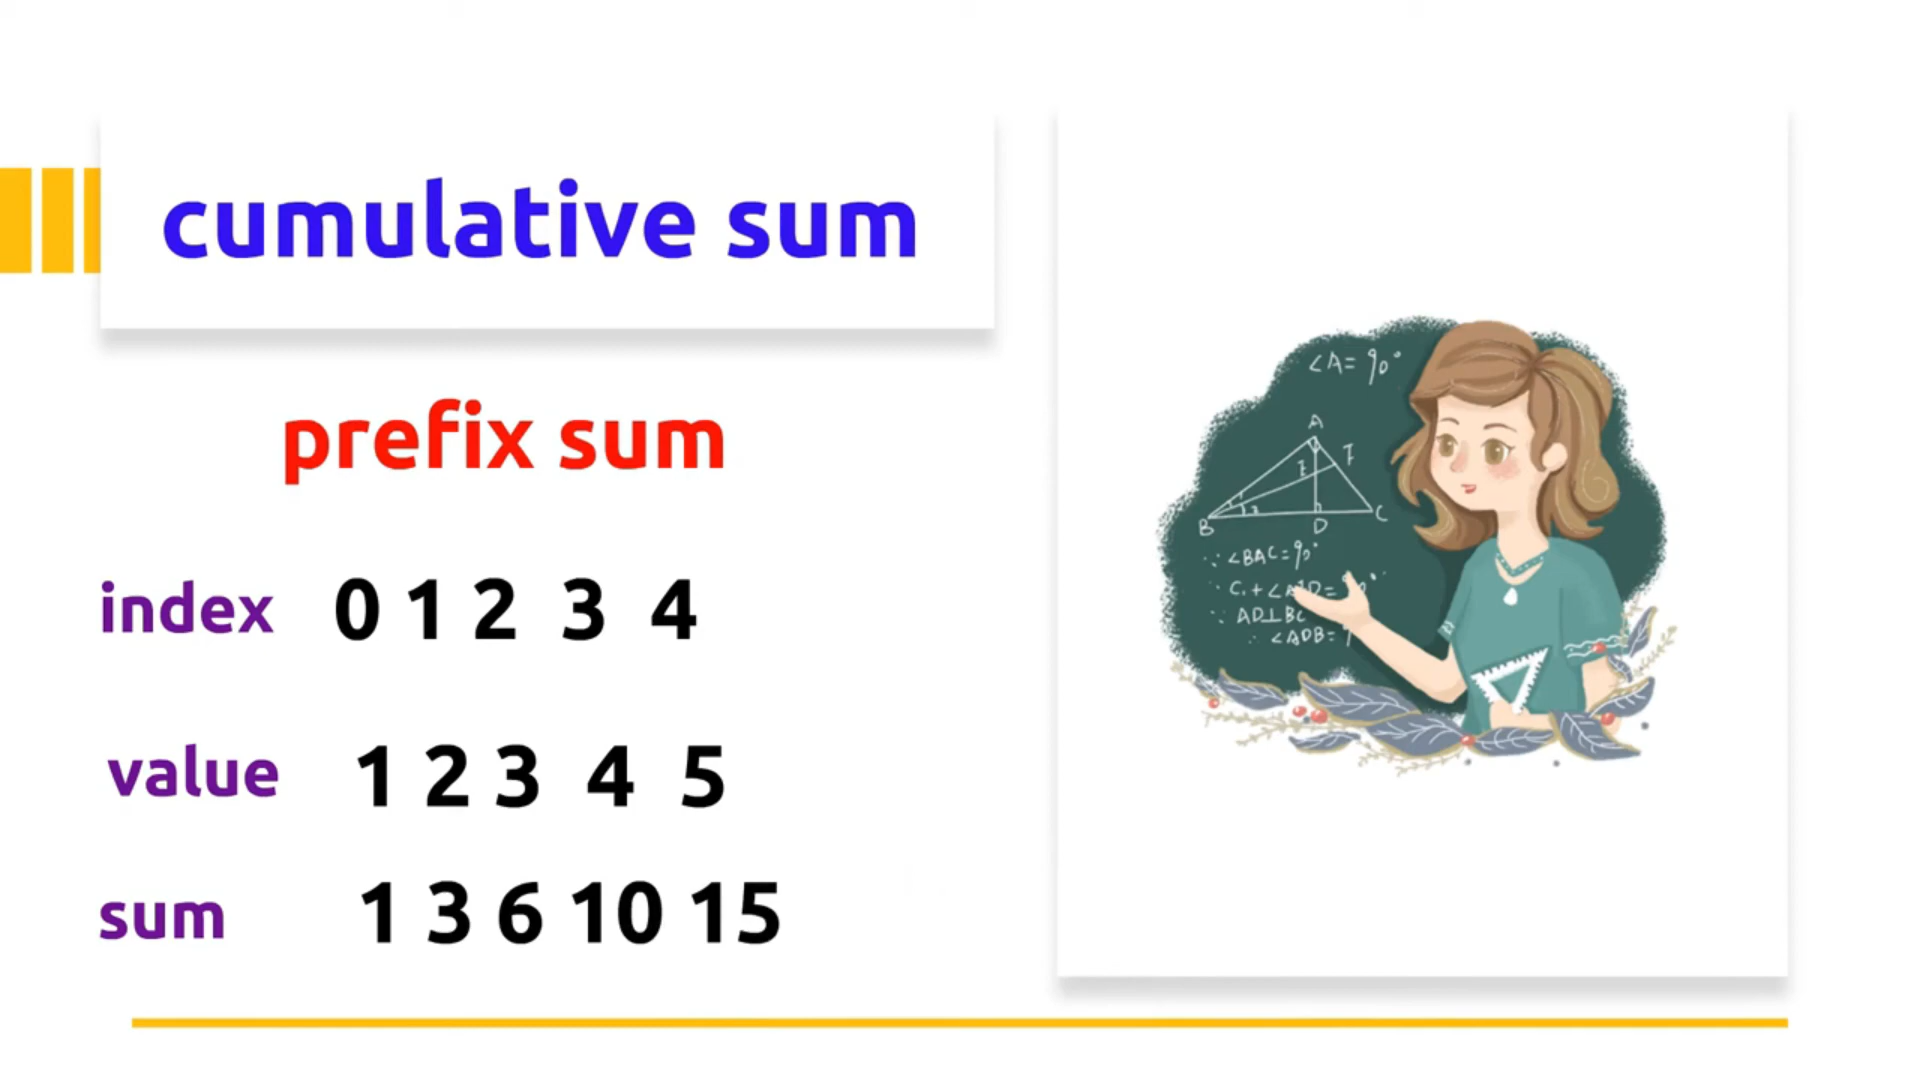 cumulative sum
prefix sum
index 0 1 2 3 4
value 1 2 3 4 5
sum 1 3 6 10 15
∠A= 90°
A
F
B
D
C
∵ ∠BAC=90°
AD⊥BC
∴ ∠ADB=